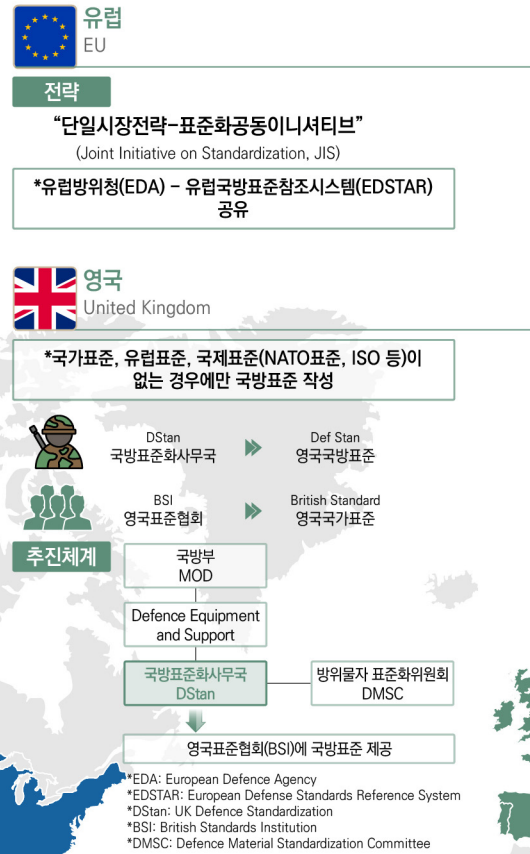 유럽
EU
전략
“단일시장전략-표준화공동이니셔티브”
(Joint Initiative on Standardization, JIS)
*유럽방위청(EDA) - 유럽국방표준참조시스템(EDSTAR)
공유
영국
United Kingdom
*국가표준, 유럽표준, 국제표준(NATO표준, ISO 등)이
없는 경우에만 국방표준 작성
DStan
국방표준화사무국
Def Stan
영국국방표준
BSI
영국표준협회
British Standard
영국국가표준
추진체계
국방부
MOD
Defence Equipment
and Support
국방표준화사무국
DStan
방위물자 표준화위원회
DMSC
영국표준협회(BSI)에 국방표준 제공
*EDA: European Defence Agency
*EDSTAR: European Defense Standards Reference System
*DStan: UK Defence Standardization
*BSI: British Standards Institution
*DMSC: Defence Material Standardization Committee